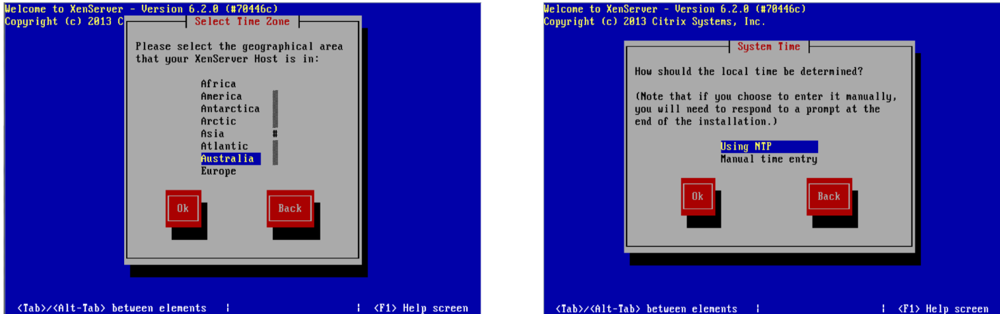 Welcome to XenServer - Version 6.2.0 (#70446c)
Copyright (c) 2013 C
Select Time Zone
Please select the geographical area
that your XenServer Host is in:
Africa
America
Antarctica
Arctic
Asia #
Atlantic
Australia
Europe
Ok Back
<Tab>/<Alt-Tab> between elements | | <F1> Help screen
Welcome to XenServer - Version 6.2.0 (#70446c)
Copyright (c) 2013 Citrix Systems, Inc.
System Time
How should the local time be determined?
(Note that if you choose to enter it manually,
you will need to respond to a prompt at the
end of the installation.)
Using NTP
Manual time entry
Ok Back
<Tab>/<Alt-Tab> between elements | | <F1> Help screen